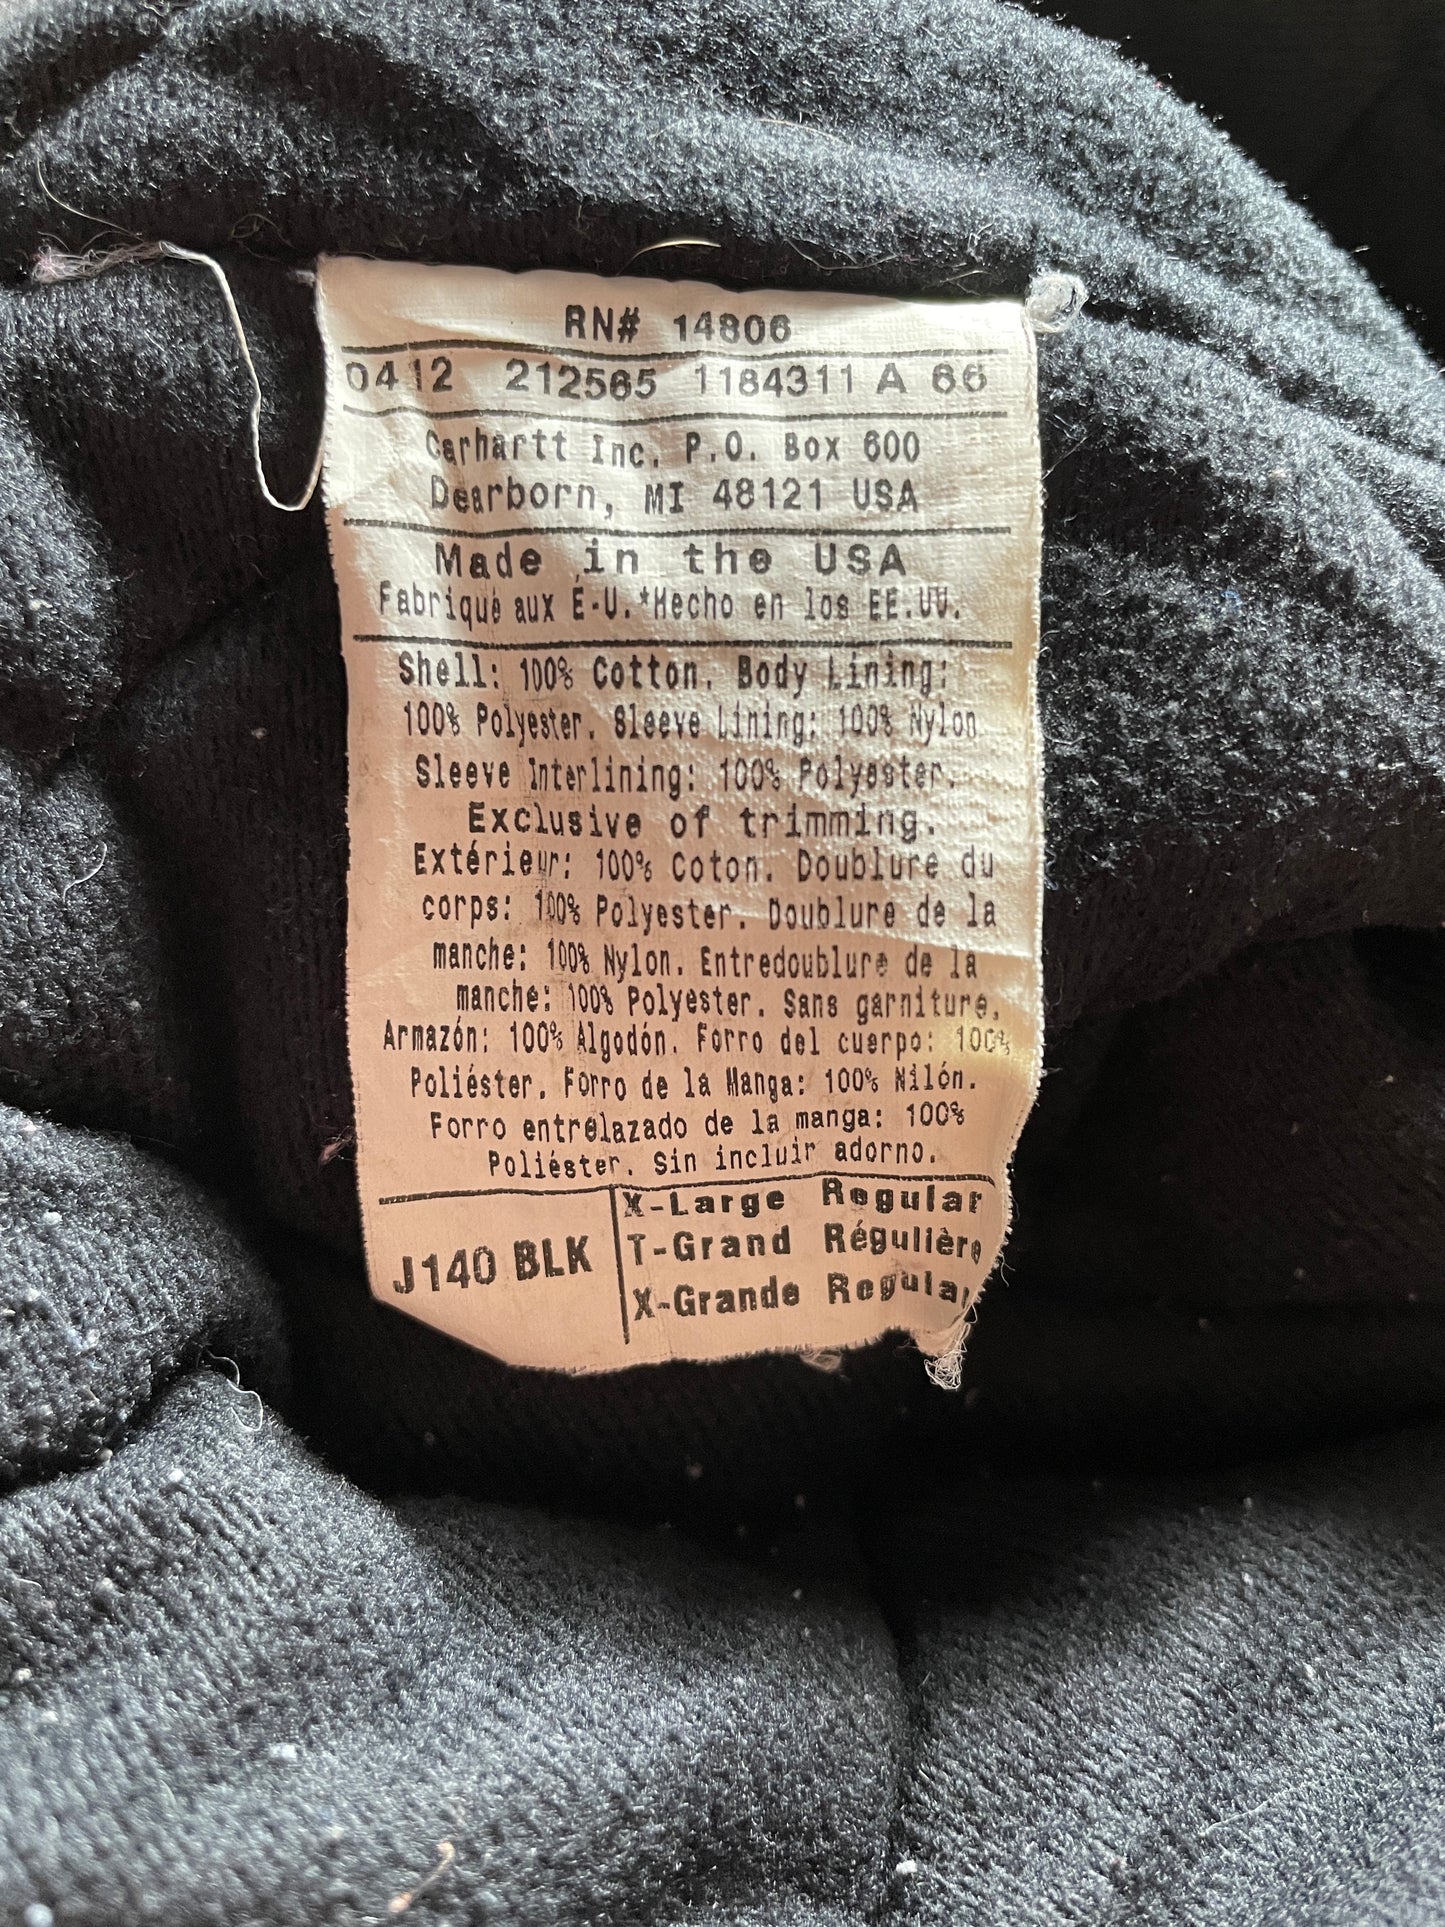 RN# 14806
0412 212565 1184311 A 66
Carhartt Inc. P.O. Box 600
Dearborn, MI 48121 USA
Made in the USA
Fabriqué aux É-U.*Hecho en los EE.UU.
Shell: 100% Cotton. Body Lining:
100% Polyester. Sleeve Lining: 100% Nylon
Sleeve Interlining: 100% Polyester.
Exclusive of trimming.
Extérieur: 100% Coton. Doublure du
corps: 100% Polyester. Doublure de la
manche: 100% Nylon. Entredoublure de la
manche: 100% Polyester. Sans garniture.
Armazón: 100% Algodón. Forro del cuerpo: 100%
Poliéster. Forro de la Manga: 100% Nilón.
Forro entrelazado de la manga: 100%
Poliéster. Sin incluir adorno.
J140 BLK
X-Large Regular
T-Grand Régulière
X-Grande Regular